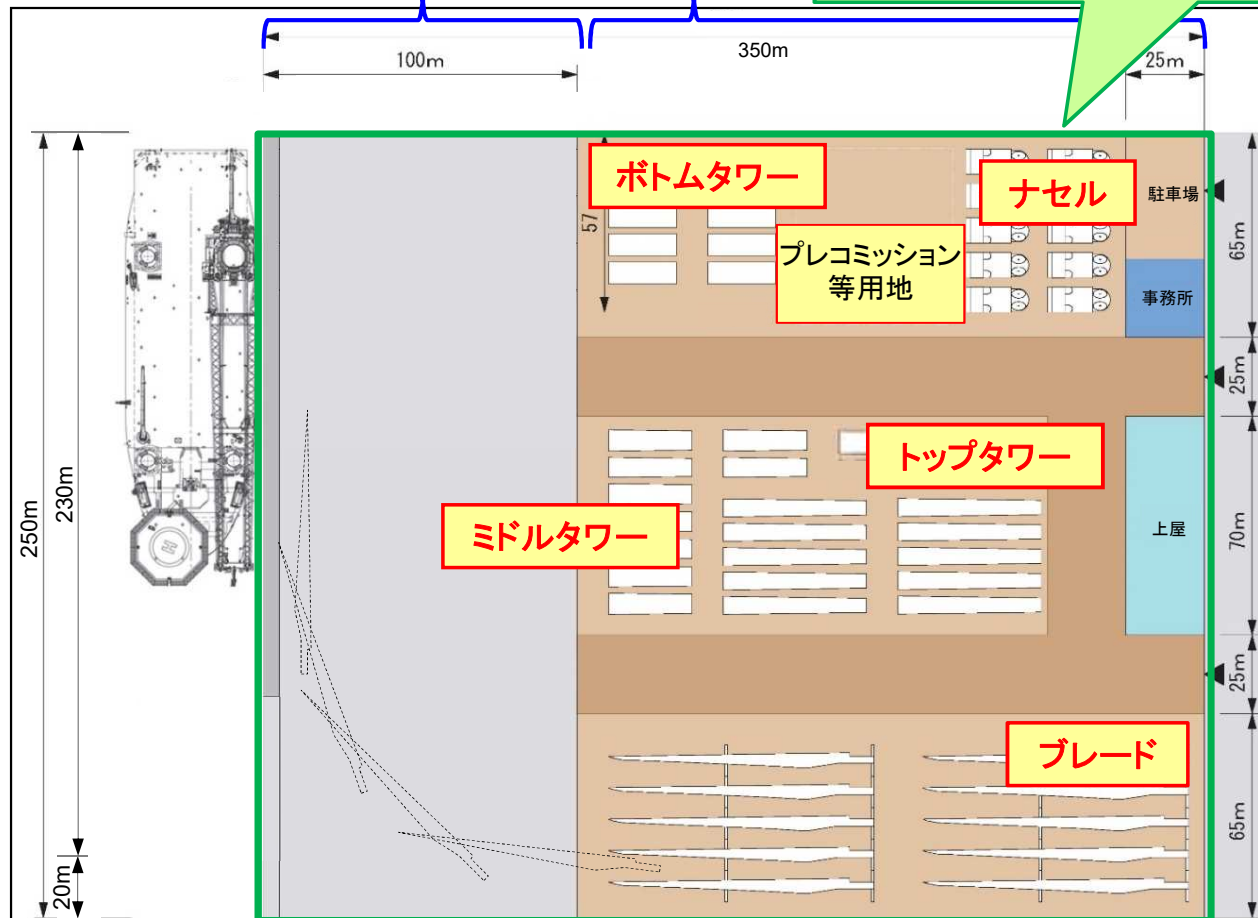 350m
100m
25m
ボトムタワー
ナセル
駐車場
57
プレコミッション
等用地
事務所
65m
25m
トップタワー
ミドルタワー
上屋
70m
250m
230m
H
25m
ブレード
65m
20m